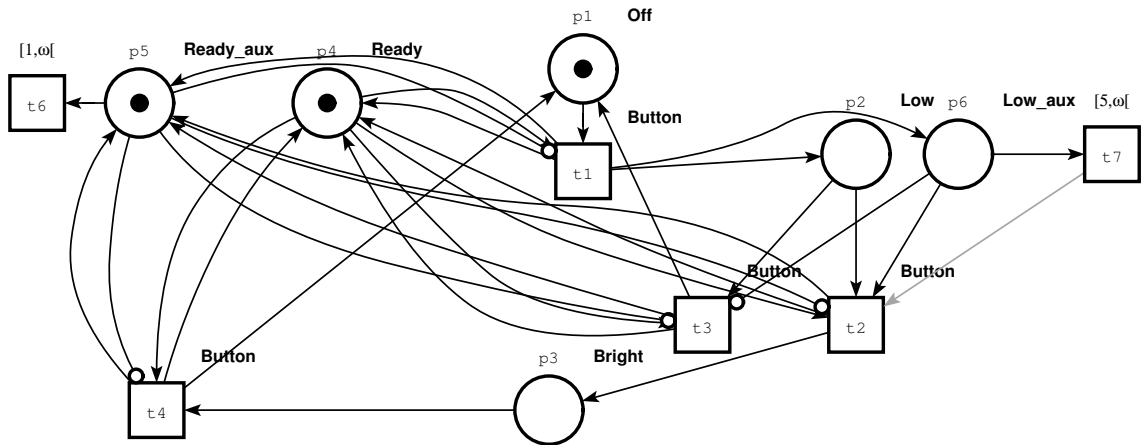 p1 Off
[1,ω[ p5 Ready_aux p4 Ready
t6
Button
p2 Low p6 Low_aux [5,ω[
t1
t7
Button Button
t3
t2
Button
p3 Bright
t4